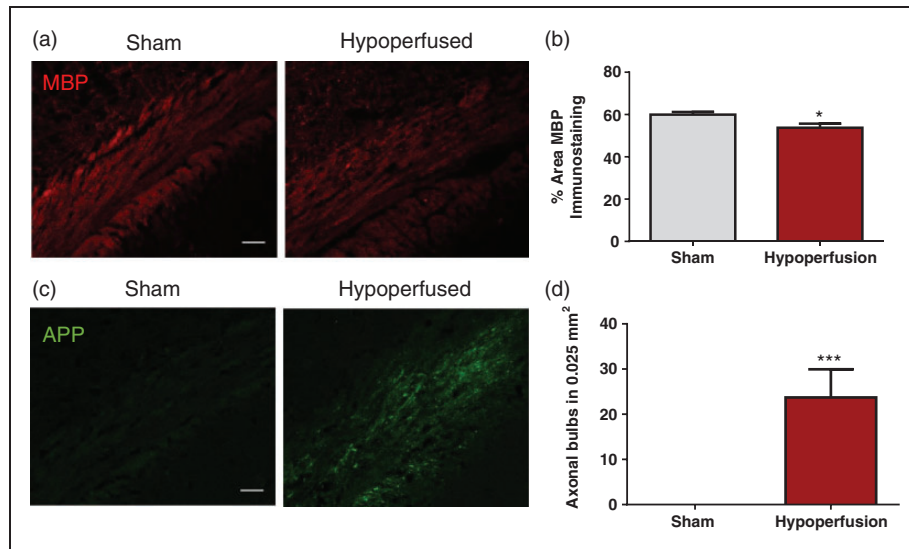 (a)
Sham
Hypoperfused
MBP
(b)
80
60
40
20
0
% Area MBP
Immunostaining
*
Sham
Hypoperfusion
(c)
Sham
Hypoperfused
APP
(d)
40
30
20
10
0
Axonal bulbs in 0.025 mm²
***
Sham
Hypoperfusion